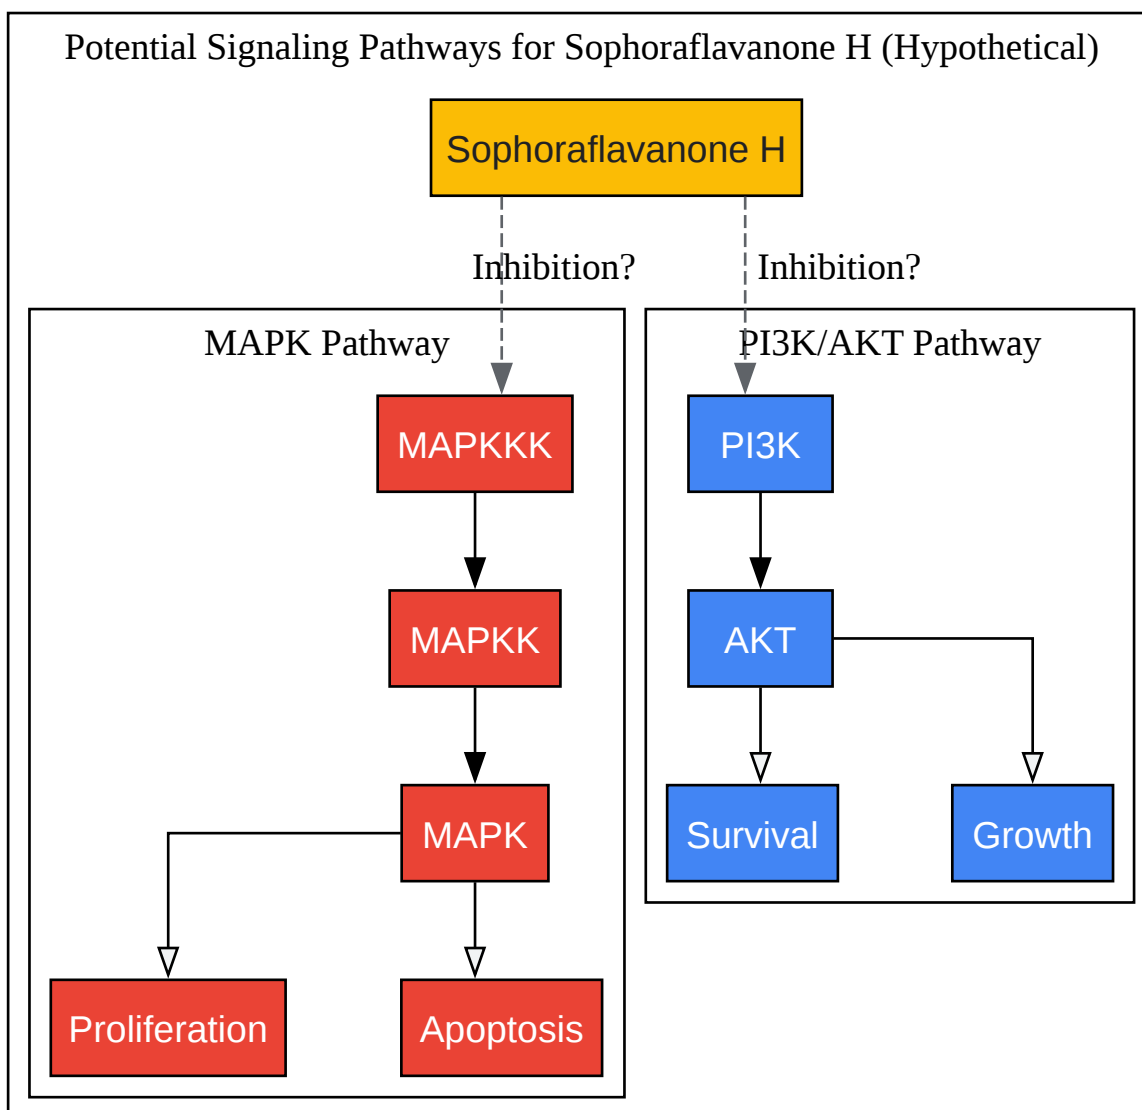 Potential Signaling Pathways for Sophoraflavanone H (Hypothetical)
Sophoraflavanone H
Inhibition?
Inhibition?
MAPK Pathway
PI3K/AKT Pathway
MAPKKK
PI3K
MAPKK
AKT
MAPK
Survival
Growth
Proliferation
Apoptosis